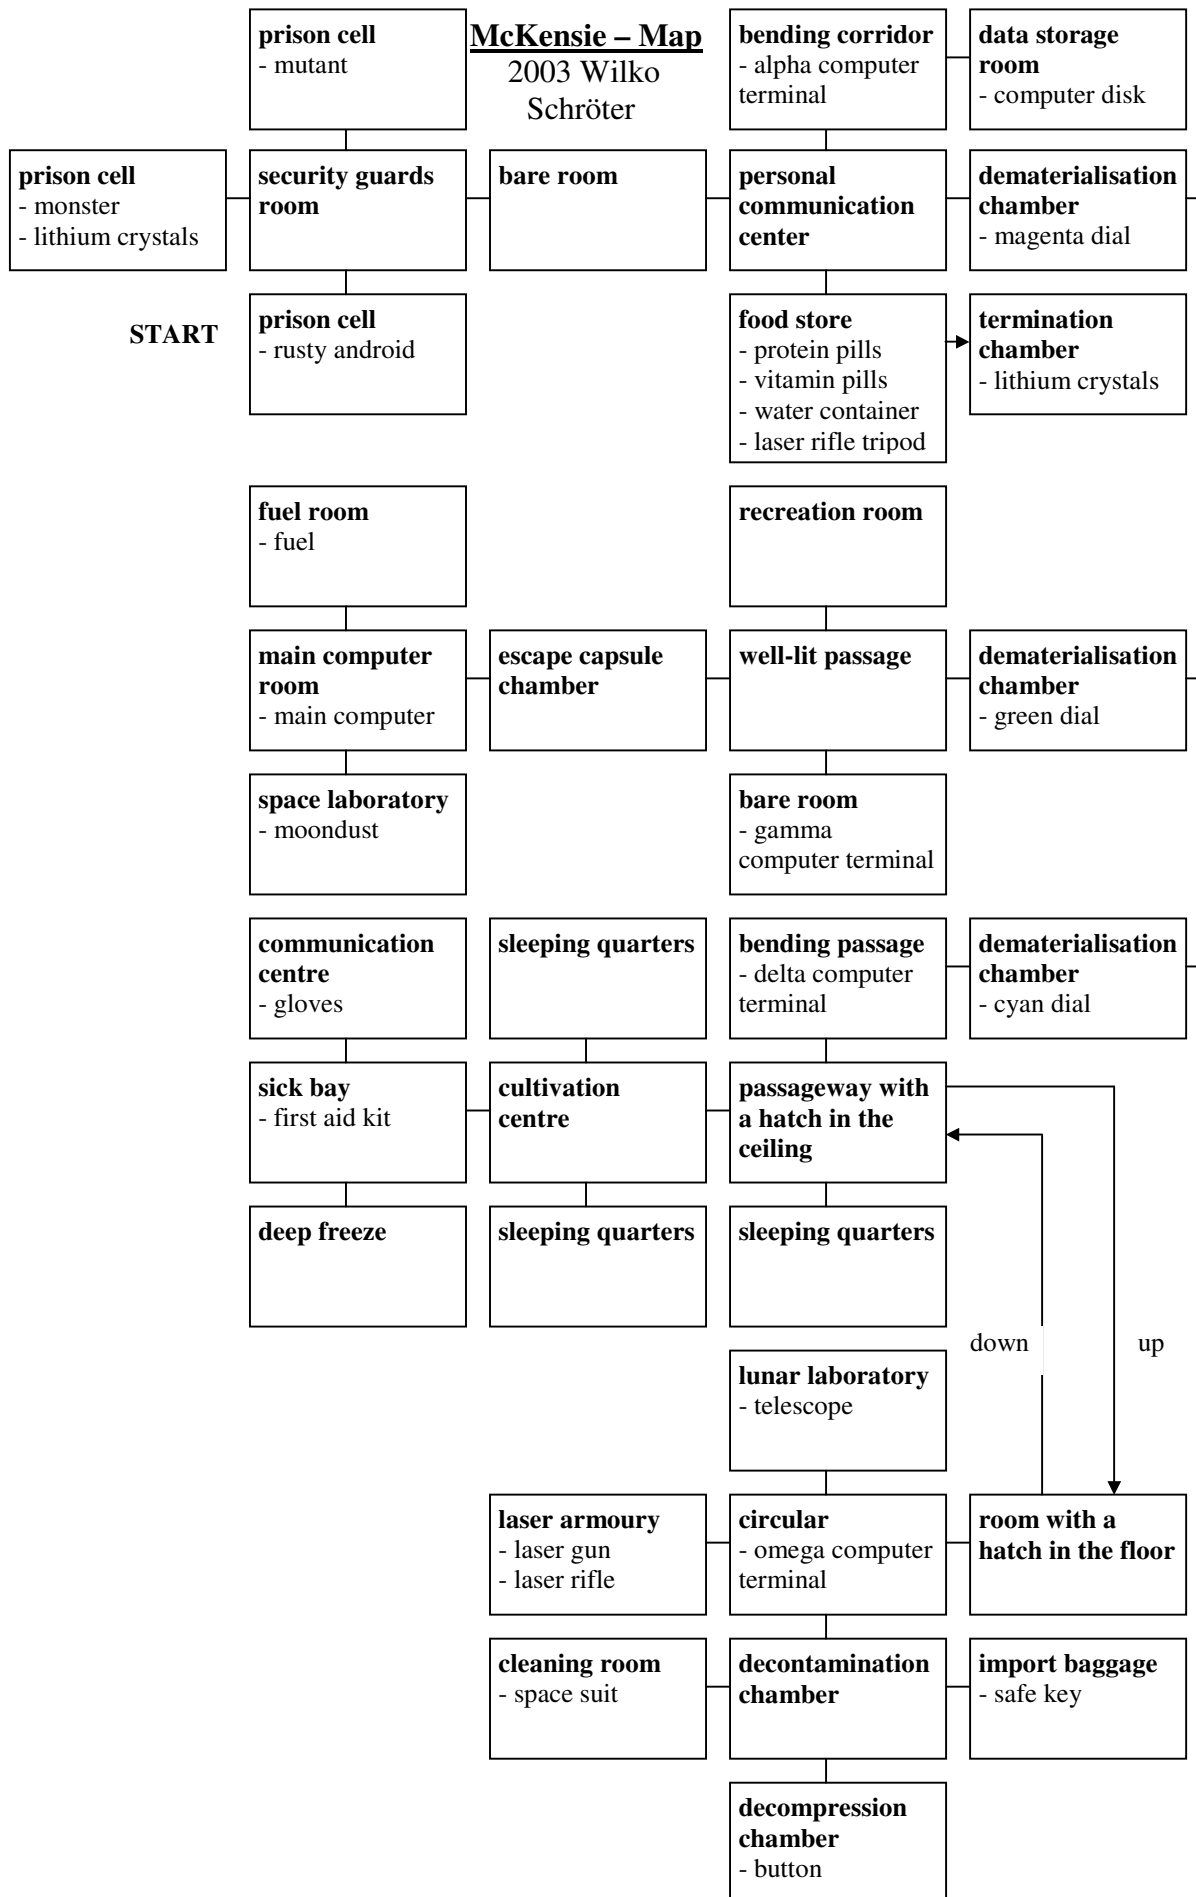 McKensie – Map
2003 Wilko
Schröter
prison cell
- mutant
bending corridor
- alpha computer
terminal
data storage
room
- computer disk
prison cell
- monster
- lithium crystals
security guards
room
bare room
personal
communication
center
dematerialisation
chamber
- magenta dial
START
prison cell
- rusty android
food store
- protein pills
- vitamin pills
- water container
- laser rifle tripod
termination
chamber
- lithium crystals
fuel room
- fuel
recreation room
main computer
room
- main computer
escape capsule
chamber
well-lit passage
dematerialisation
chamber
- green dial
space laboratory
- moondust
bare room
- gamma
computer terminal
communication
centre
- gloves
sleeping quarters
bending passage
- delta computer
terminal
dematerialisation
chamber
- cyan dial
sick bay
- first aid kit
cultivation
centre
passageway with
a hatch in the
ceiling
deep freeze
sleeping quarters
sleeping quarters
down
up
lunar laboratory
- telescope
laser armoury
- laser gun
- laser rifle
circular
- omega computer
terminal
room with a
hatch in the floor
cleaning room
- space suit
decontamination
chamber
import baggage
- safe key
decompression
chamber
- button